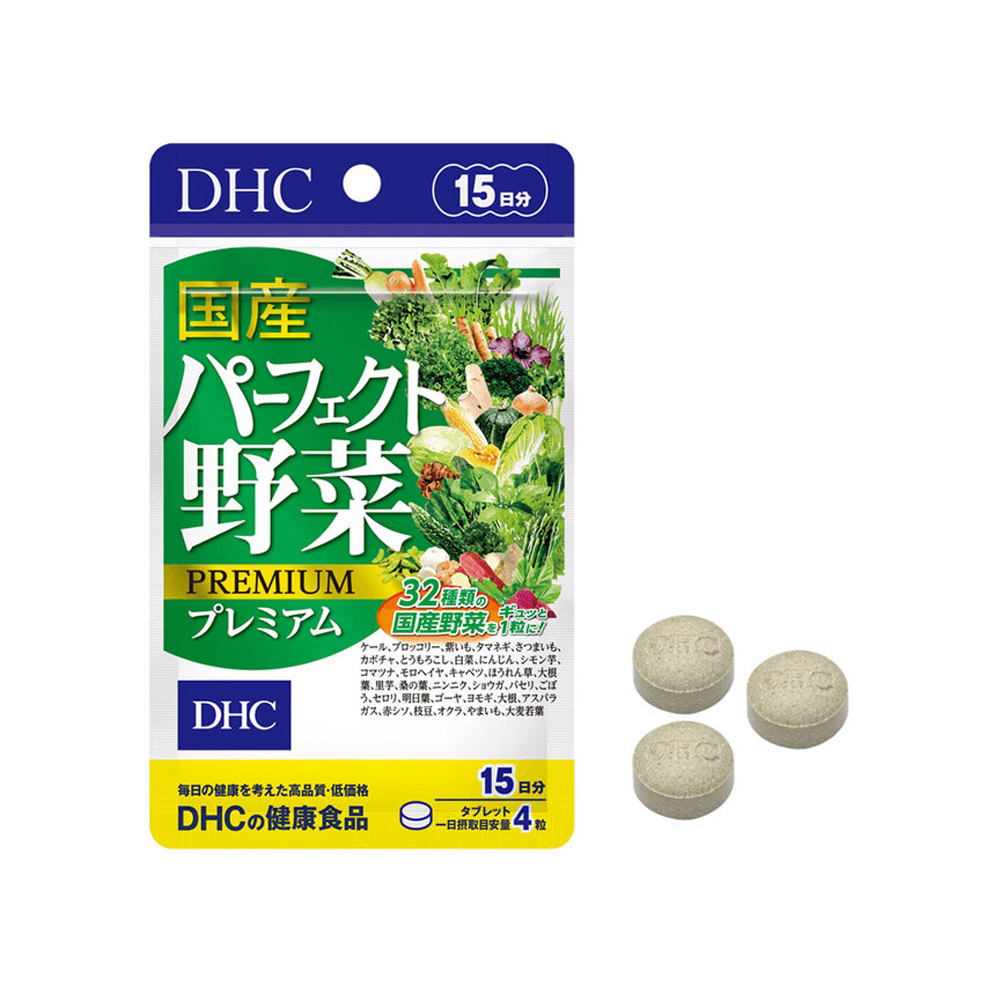 DHC
15日分
国産
パーフェクト
野菜
PREMIUM
プレミアム
32種類の
国産野菜を
ギュッと
1粒に!
ケール、ブロッコリー、紫いも、タマネギ、さつまいも、
カボチャ、とうもろこし、白菜、にんじん、シモン芋、
コマツナ、モロヘイヤ、キャベツ、ほうれん草、大根
葉、里芋、桑の葉、ニンニク、ショウガ、パセリ、ごぼ
う、セロリ、明日葉、ゴーヤ、ヨモギ、大根、アスパラ
ガス、赤シソ、枝豆、オクラ、やまいも、大麦若葉
DHC
毎日の健康を考えた高品質・低価格
DHCの健康食品
15日分
タブレット
一日摂取目安量4粒
DHC
DHC
DHC